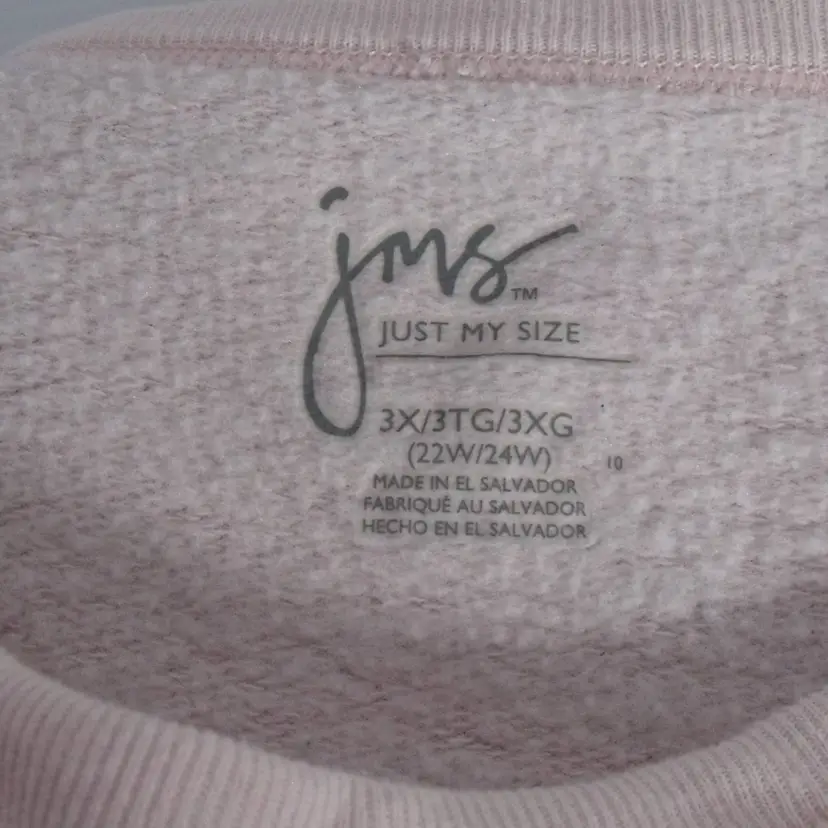 jms™
JUST MY SIZE
3X/3TG/3XG
(22W/24W)
10
MADE IN EL SALVADOR
FABRIQUÉ AU SALVADOR
HECHO EN EL SALVADOR